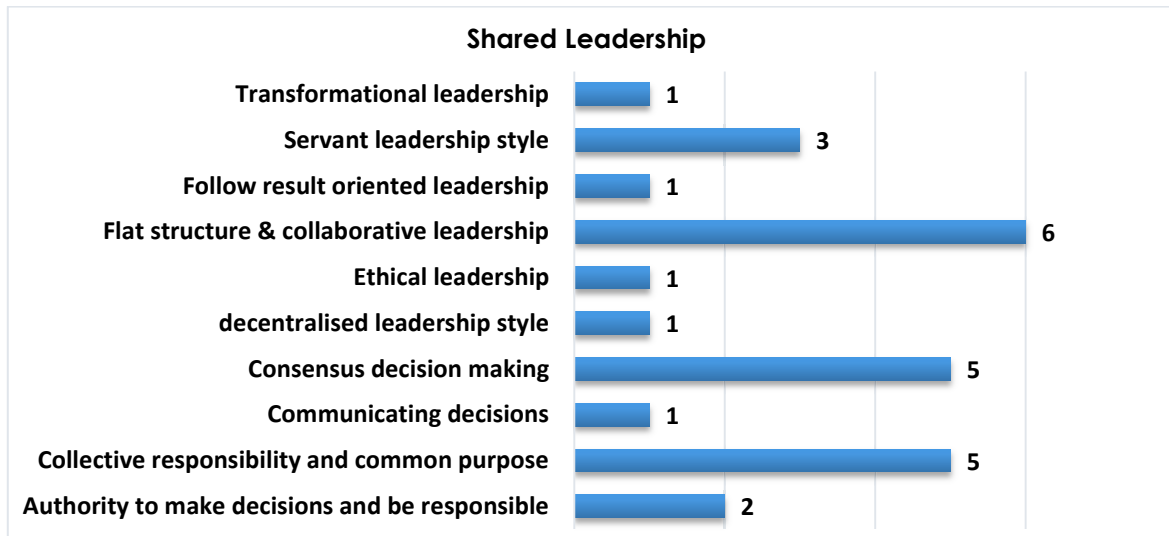 Shared Leadership
Transformational leadership 1
Servant leadership style 3
Follow result oriented leadership 1
Flat structure & collaborative leadership 6
Ethical leadership 1
decentralised leadership style 1
Consensus decision making 5
Communicating decisions 1
Collective responsibility and common purpose 5
Authority to make decisions and be responsible 2